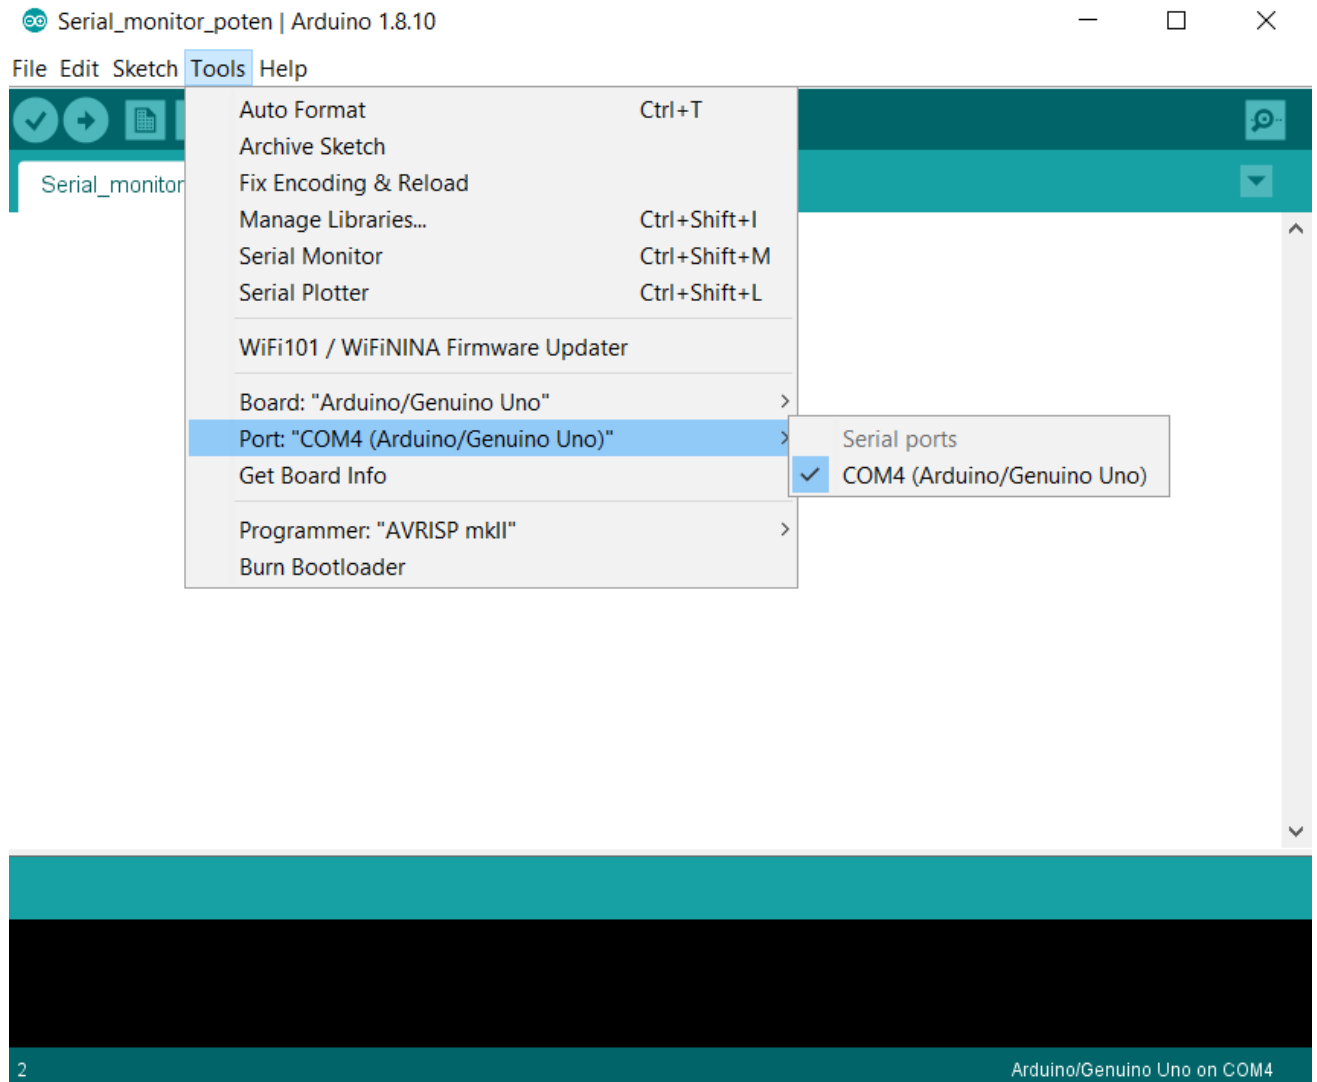 Serial_monitor_poten | Arduino 1.8.10
File Edit Sketch Tools Help
Auto Format Ctrl+T
Archive Sketch
Serial_monitor
Fix Encoding & Reload
Manage Libraries... Ctrl+Shift+I
Serial Monitor Ctrl+Shift+M
Serial Plotter Ctrl+Shift+L
WiFi101 / WiFiNINA Firmware Updater
Board: "Arduino/Genuino Uno"
Port: "COM4 (Arduino/Genuino Uno)"
Serial ports
Get Board Info
COM4 (Arduino/Genuino Uno)
Programmer: "AVRISP mkII"
Burn Bootloader
2
Arduino/Genuino Uno on COM4